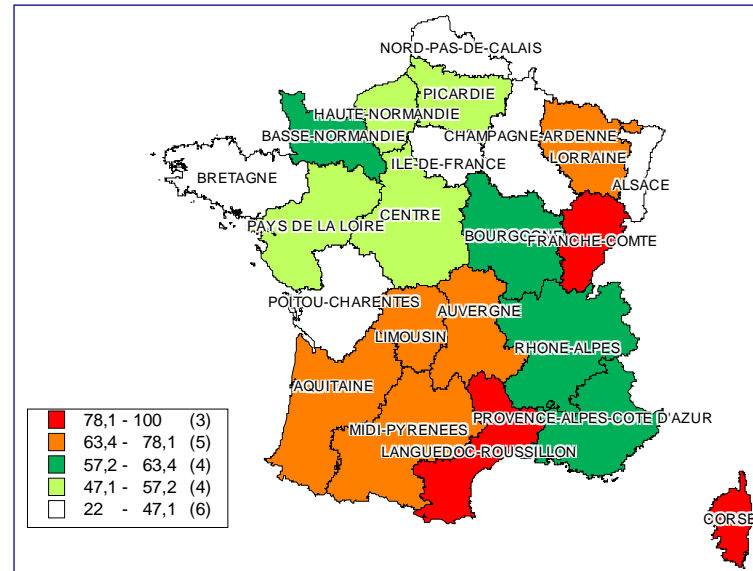 NORD-PAS-DE-CALAIS
PICARDIE
HAUTE-NORMANDIE
BASSE-NORMANDIE
CHAMPAGNE-ARDENNE
LORRAINE
ILE-DE-FRANCE
ALSACE
BRETAGNE
CENTRE
PAYS DE LA LOIRE
BOURGOGNE
FRANCHE-COMTE
POITOU-CHARENTES
AUVERGNE
LIMOUSIN
RHONE-ALPES
AQUITAINE
PROVENCE-ALPES-COTE D'AZUR
MIDI-PYRENEES
LANGUEDOC-ROUSSILLON
CORSE
78,1 - 100 (3)
63,4 - 78,1 (5)
57,2 - 63,4 (4)
47,1 - 57,2 (4)
22 - 47,1 (6)